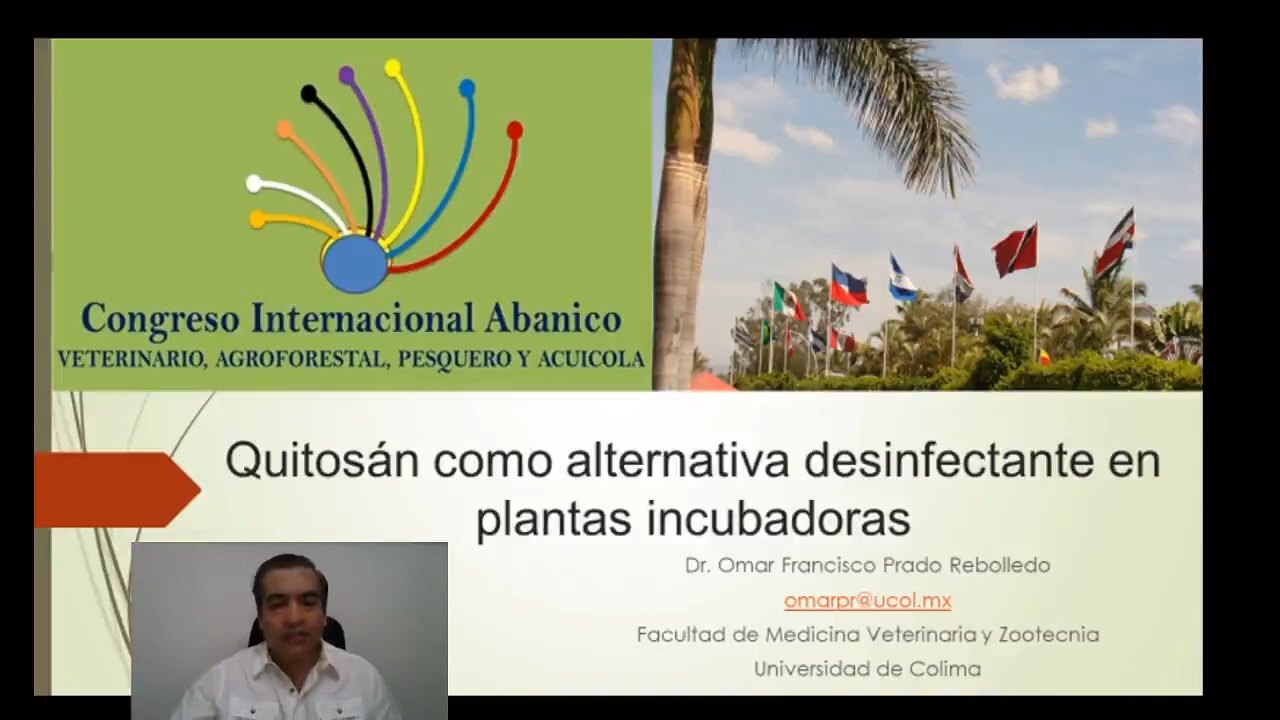 Congreso Internacional Abanico
VETERINARIO, AGROFORESTAL, PESQUERO Y ACUICOLA
Quitosán como alternativa desinfectante en
plantas incubadoras
Dr. Omar Francisco Prado Rebolledo
omarpr@ucol.mx
Facultad de Medicina Veterinaria y Zootecnia
Universidad de Colima